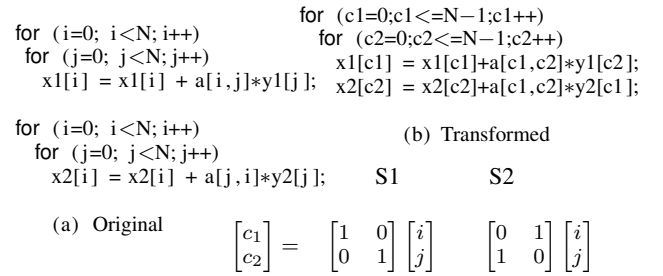 for (i=0; i<N; i++)
for (j=0; j<N; j++)
x1[i] = x1[i] + a[i,j]*y1[j];
for (i=0; i<N; i++)
for (j=0; j<N; j++)
x2[i] = x2[i] + a[j,i]*y2[j];
(a) Original
for (c1=0;c1<=N−1;c1++)
for (c2=0;c2<=N−1;c2++)
x1[c1] = x1[c1]+a[c1,c2]*y1[c2];
x2[c2] = x2[c2]+a[c1,c2]*y2[c1];
(b) Transformed
S1 S2
[c1 [1 0 [i [0 1 [i
c2] = 0 1] j] 1 0] j]